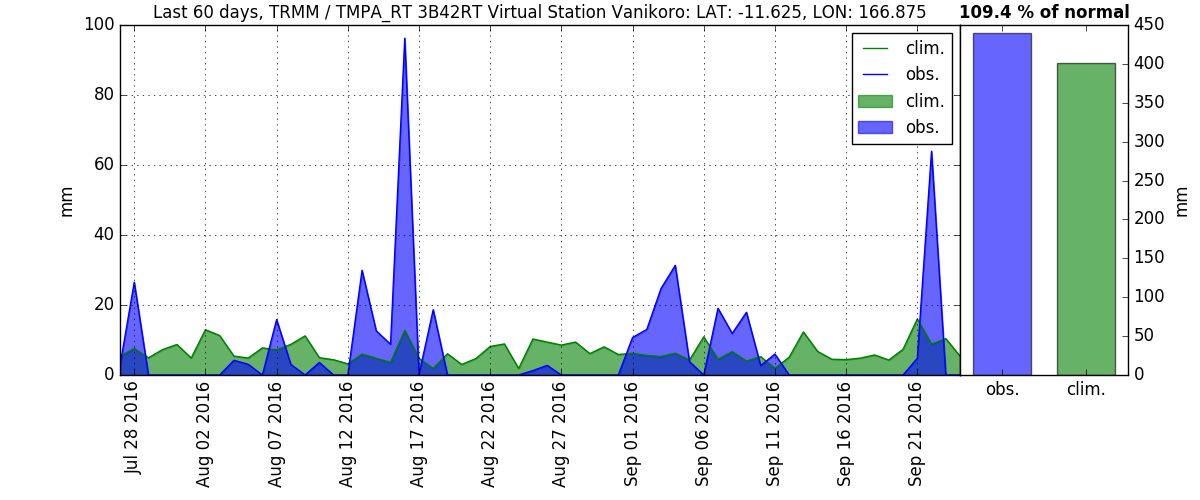 Last 60 days, TRMM / TMPA_RT 3B42RT Virtual Station Vanikoro: LAT: -11.625, LON: 166.875
109.4 % of normal
100
80
60
40
20
0
mm
clim.
obs.
clim.
obs.
Jul 28 2016
Aug 02 2016
Aug 07 2016
Aug 12 2016
Aug 17 2016
Aug 22 2016
Aug 27 2016
Sep 01 2016
Sep 06 2016
Sep 11 2016
Sep 16 2016
Sep 21 2016
450
400
350
300
250
200
150
100
50
0
mm
obs.
clim.